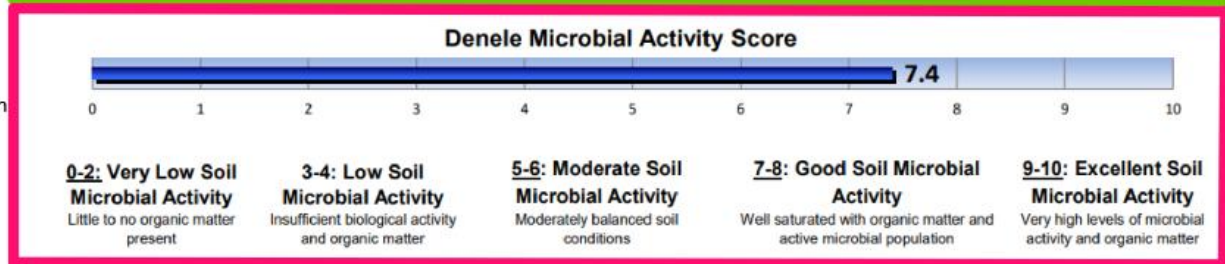 Denele Microbial Activity Score
7.4
0 1 2 3 4 5 6 7 8 9 10
0-2: Very Low Soil
Microbial Activity
Little to no organic matter
present
3-4: Low Soil
Microbial Activity
Insufficient biological activity
and organic matter
5-6: Moderate Soil
Microbial Activity
Moderately balanced soil
conditions
7-8: Good Soil Microbial
Activity
Well saturated with organic matter and
active microbial population
9-10: Excellent Soil
Microbial Activity
Very high levels of microbial
activity and organic matter